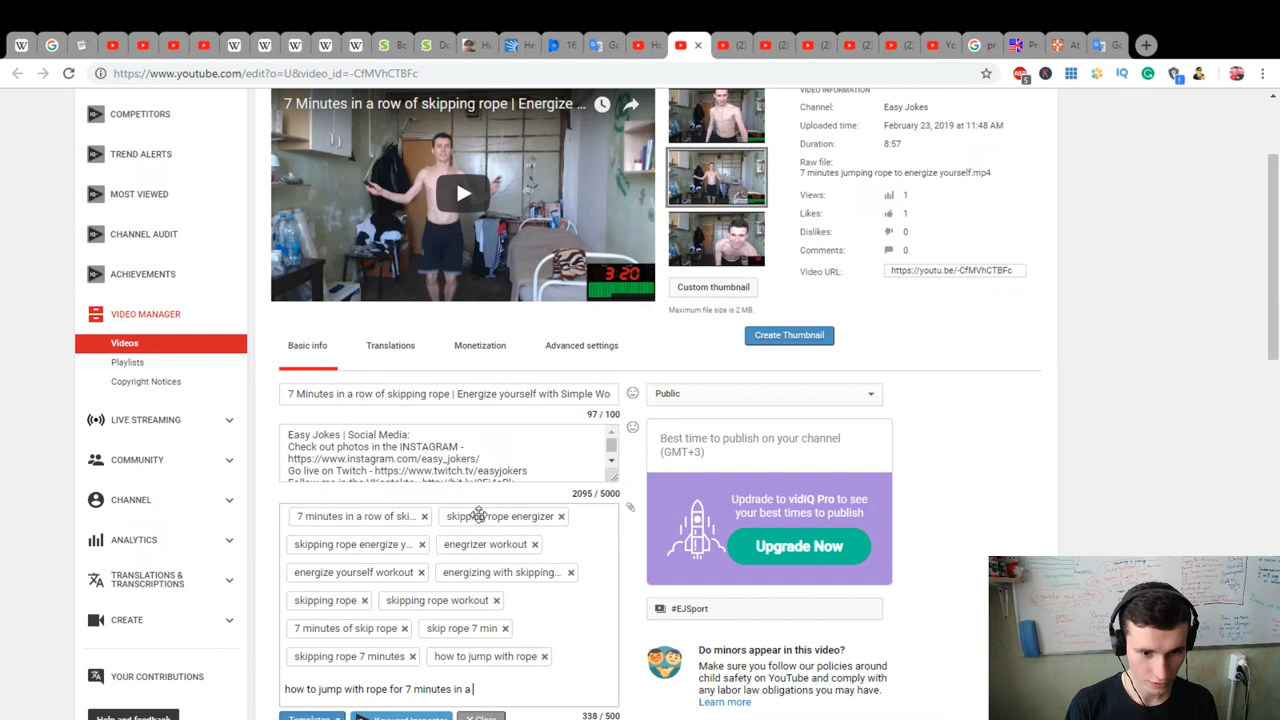 https://www.youtube.com/edit?o=U&video_id=-CfMVhCTBFc
COMPETITORS
TREND ALERTS
MOST VIEWED
CHANNEL AUDIT
ACHIEVEMENTS
VIDEO MANAGER
Videos
Playlists
Copyright Notices
LIVE STREAMING
COMMUNITY
CHANNEL
ANALYTICS
TRANSLATIONS &
TRANSCRIPTIONS
CREATE
YOUR CONTRIBUTIONS
Help and feedback
7 Minutes in a row of skipping rope | Energize ...
3:20
Custom thumbnail
Maximum file size is 2 MB.
VIDEO INFORMATION
Channel: Easy Jokes
Uploaded time: February 23, 2019 at 11:48 AM
Duration: 8:57
Raw file:
7 minutes jumping rope to energize yourself.mp4
Views: 1
Likes: 1
Dislikes: 0
Comments: 0
Video URL: https://youtu.be/-CfMVhCTBFc
Create Thumbnail
Basic info Translations Monetization Advanced settings
7 Minutes in a row of skipping rope | Energize yourself with Simple Wo
97 / 100
Easy Jokes | Social Media:
Check out photos in the INSTAGRAM -
https://www.instagram.com/easy_jokers/
Go live on Twitch - https://www.twitch.tv/easyjokers
2095 / 5000
7 minutes in a row of ski... × skipping rope energizer ×
skipping rope energize y... × enegrizer workout ×
energize yourself workout × energizing with skipping... ×
skipping rope × skipping rope workout ×
7 minutes of skip rope × skip rope 7 min ×
skipping rope 7 minutes × how to jump with rope ×
how to jump with rope for 7 minutes in a
338 / 500
Templates Keyword Inspector × Clear
Public
Best time to publish on your channel
(GMT+3)
Updrade to vidIQ Pro to see
your best times to publish
Upgrade Now
#EJSport
Do minors appear in this video?
Make sure you follow our policies around
child safety on YouTube and comply with
any labor law obligations you may have.
Learn more